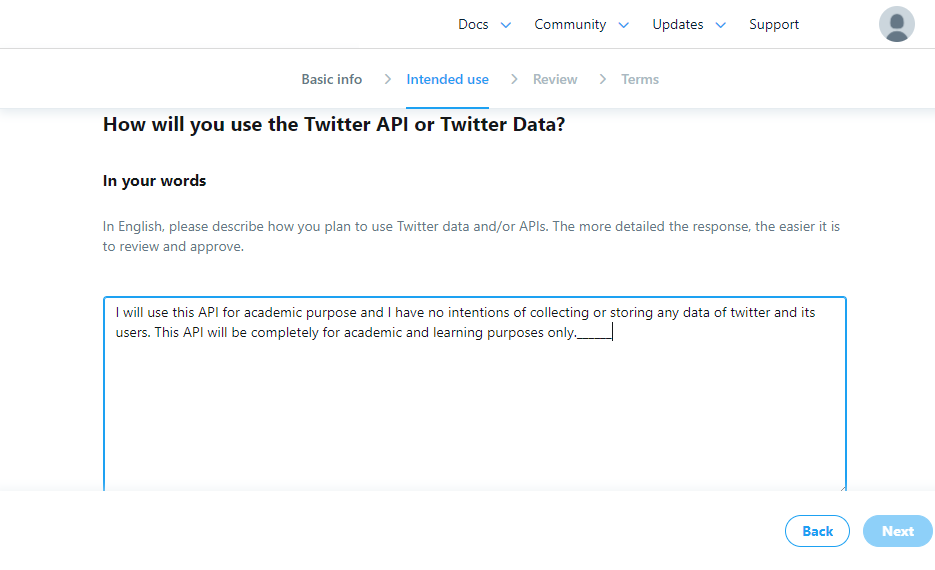 Docs Community Updates Support
Basic info Intended use Review Terms
How will you use the Twitter API or Twitter Data?
In your words
In English, please describe how you plan to use Twitter data and/or APIs. The more detailed the response, the easier it is
to review and approve.
I will use this API for academic purpose and I have no intentions of collecting or storing any data of twitter and its
users. This API will be completely for academic and learning purposes only.______
Back Next